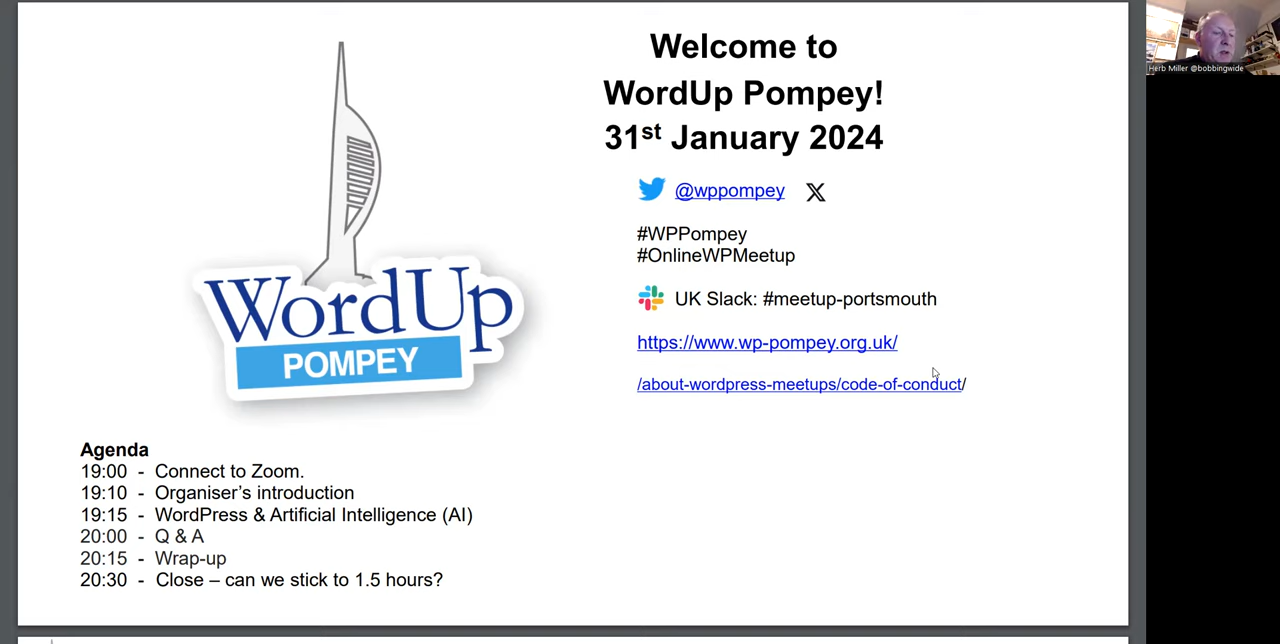 Welcome to
WordUp Pompey!
31st January 2024
@wppompey
#WPPompey
#OnlineWPMeetup
UK Slack: #meetup-portsmouth
https://www.wp-pompey.org.uk/
/about-wordpress-meetups/code-of-conduct/
WordUp
POMPEY
Agenda
19:00 - Connect to Zoom.
19:10 - Organiser’s introduction
19:15 - WordPress & Artificial Intelligence (AI)
20:00 - Q & A
20:15 - Wrap-up
20:30 - Close – can we stick to 1.5 hours?
Herb Miller @bobbingwide